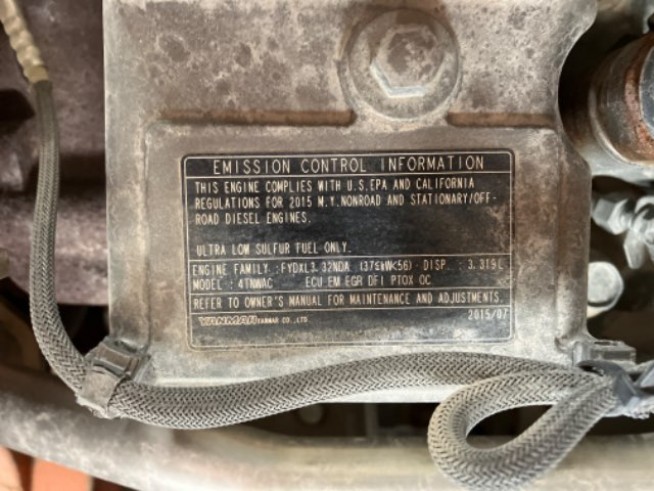 EMISSION CONTROL INFORMATION
THIS ENGINE COMPLIES WITH U.S.EPA AND CALIFORNIA
REGULATIONS FOR 2015 M.Y.NONROAD AND STATIONARY/OFF-
ROAD DIESEL ENGINES.
ULTRA LOW SULFUR FUEL ONLY.
ENGINE FAMILY : FYDXL3.32NDA (37≤kW<56) · DISP. : 3.319L
MODEL : ECU EM EGR DFI PTOX OC
REFER TO OWNER'S MANUAL FOR MAINTENANCE AND ADJUSTMENTS.
YANMAR YANMAR CO.,LTD. 2015/07